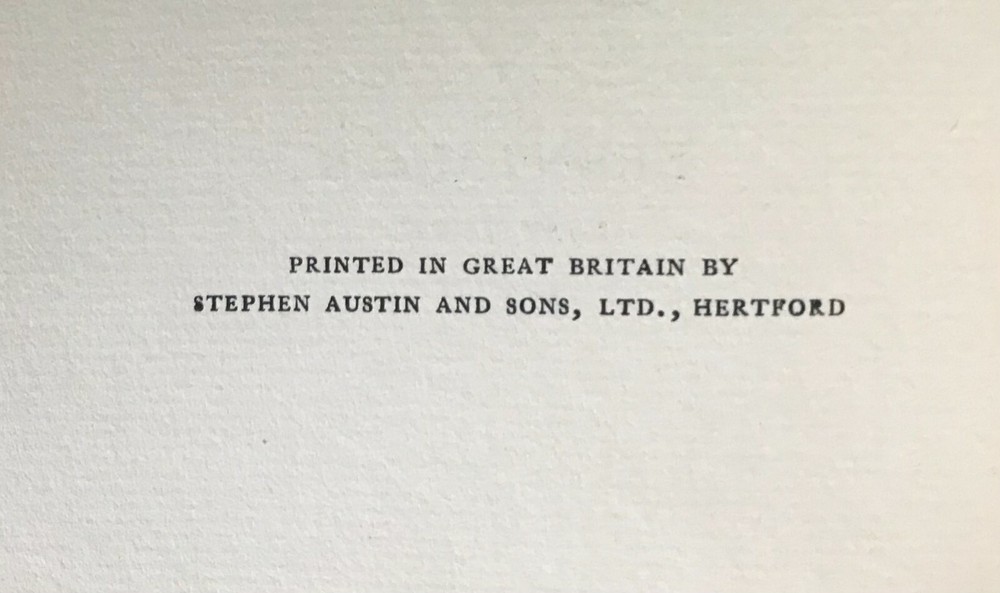 PRINTED IN GREAT BRITAIN BY
STEPHEN AUSTIN AND SONS, LTD., HERTFORD